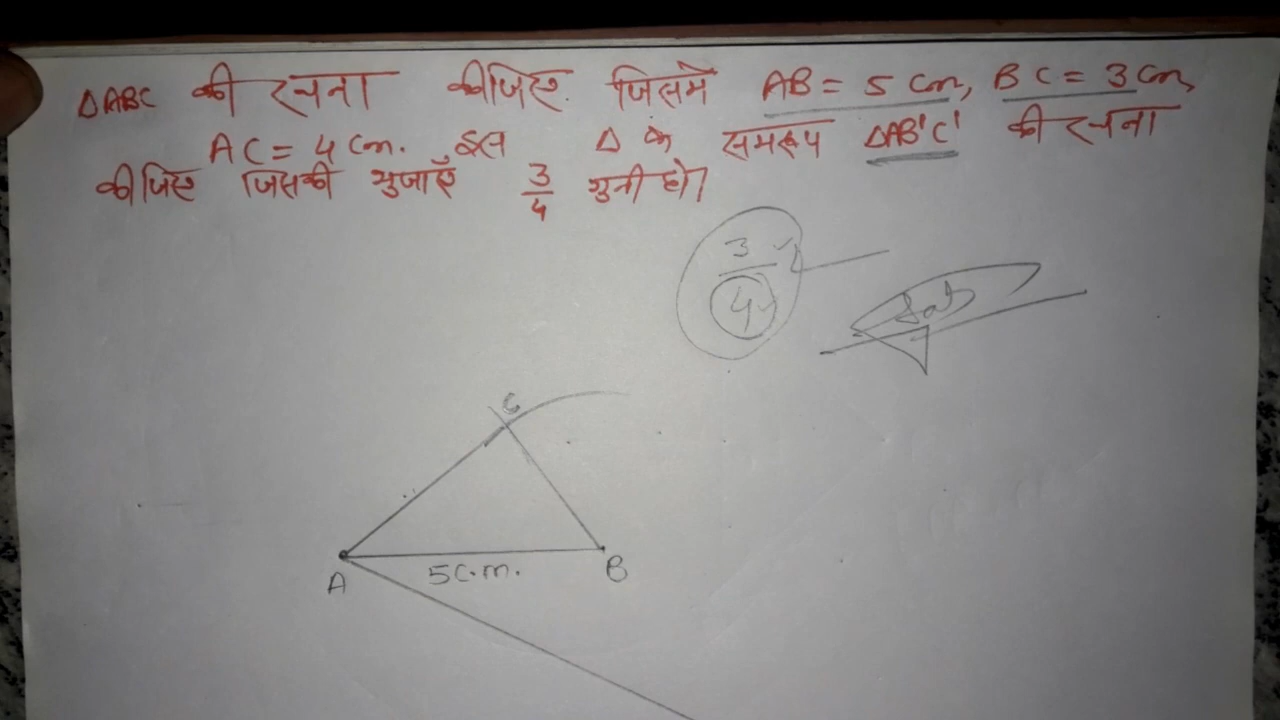 ΔABC की रचना कीजिए जिसमें AB = 5 cm, BC = 3 cm,
AC = 4 cm. इस Δ के समरूप ΔAB'C' की रचना
कीजिए जिसकी भुजाएँ 3/4 गुनी हो।
3
4
C
A
5c.m.
B